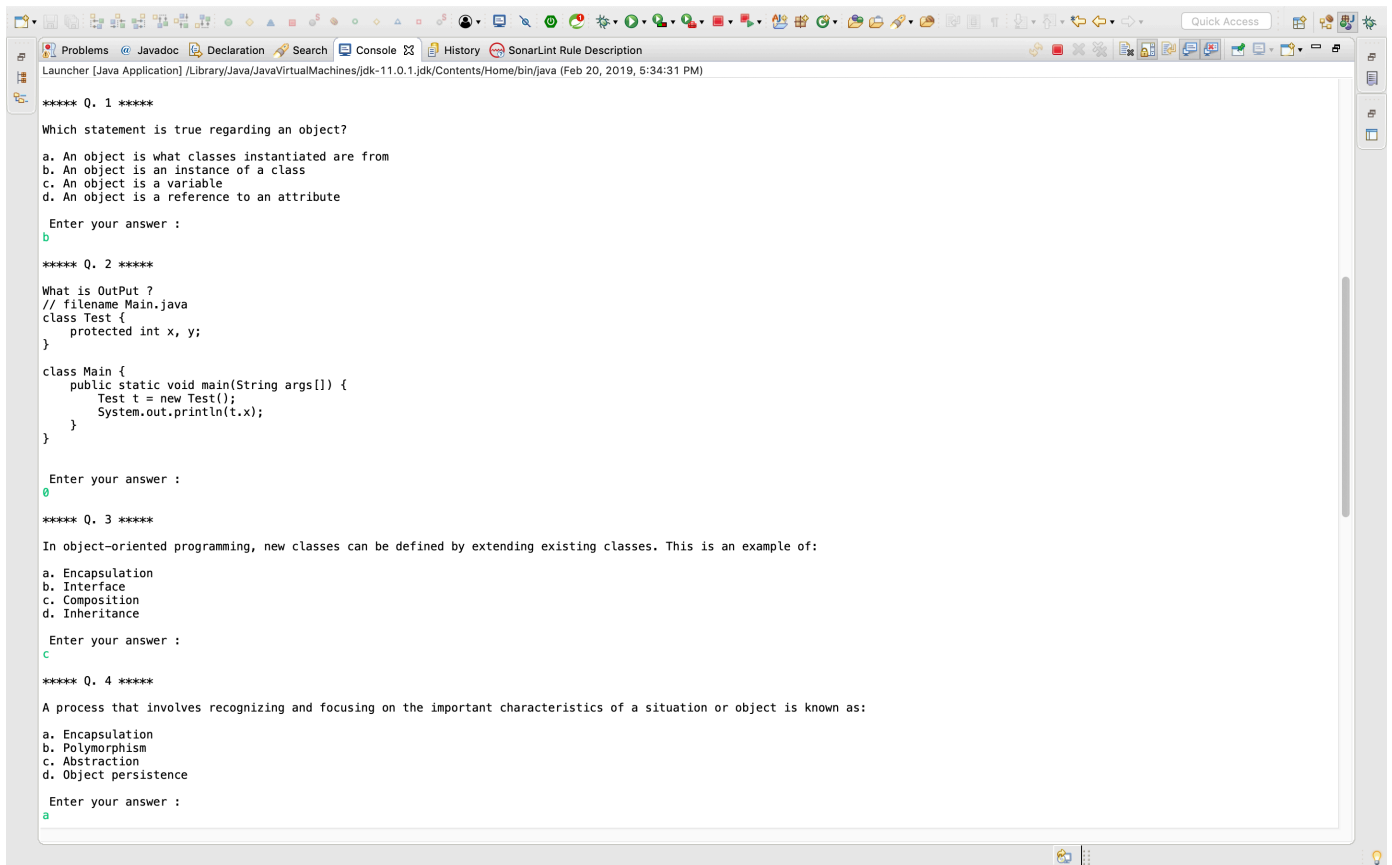 Quick Access
Problems @ Javadoc Declaration Search Console History SonarLint Rule Description
Launcher [Java Application] /Library/Java/JavaVirtualMachines/jdk-11.0.1.jdk/Contents/Home/bin/java (Feb 20, 2019, 5:34:31 PM)
***** Q. 1 *****
Which statement is true regarding an object?
a. An object is what classes instantiated are from
b. An object is an instance of a class
c. An object is a variable
d. An object is a reference to an attribute
Enter your answer :
b
***** Q. 2 *****
What is OutPut ?
// filename Main.java
class Test {
    protected int x, y;
}
class Main {
    public static void main(String args[]) {
        Test t = new Test();
        System.out.println(t.x);
    }
}
Enter your answer :
0
***** Q. 3 *****
In object-oriented programming, new classes can be defined by extending existing classes. This is an example of:
a. Encapsulation
b. Interface
c. Composition
d. Inheritance
Enter your answer :
c
***** Q. 4 *****
A process that involves recognizing and focusing on the important characteristics of a situation or object is known as:
a. Encapsulation
b. Polymorphism
c. Abstraction
d. Object persistence
Enter your answer :
a